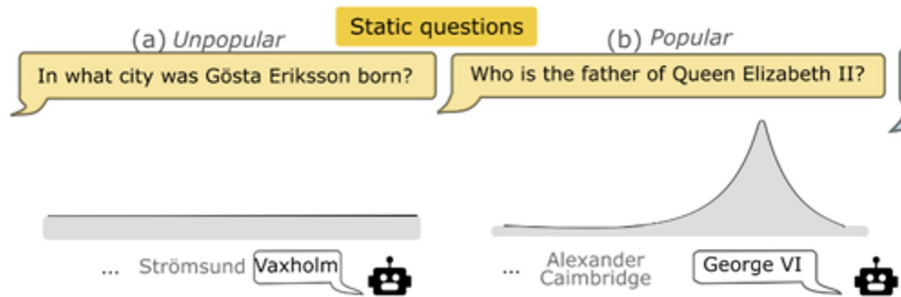 Static questions
(a) Unpopular
In what city was Gösta Eriksson born?
... Strömsund Vaxholm
(b) Popular
Who is the father of Queen Elizabeth II?
... Alexander
Caimbridge
George VI